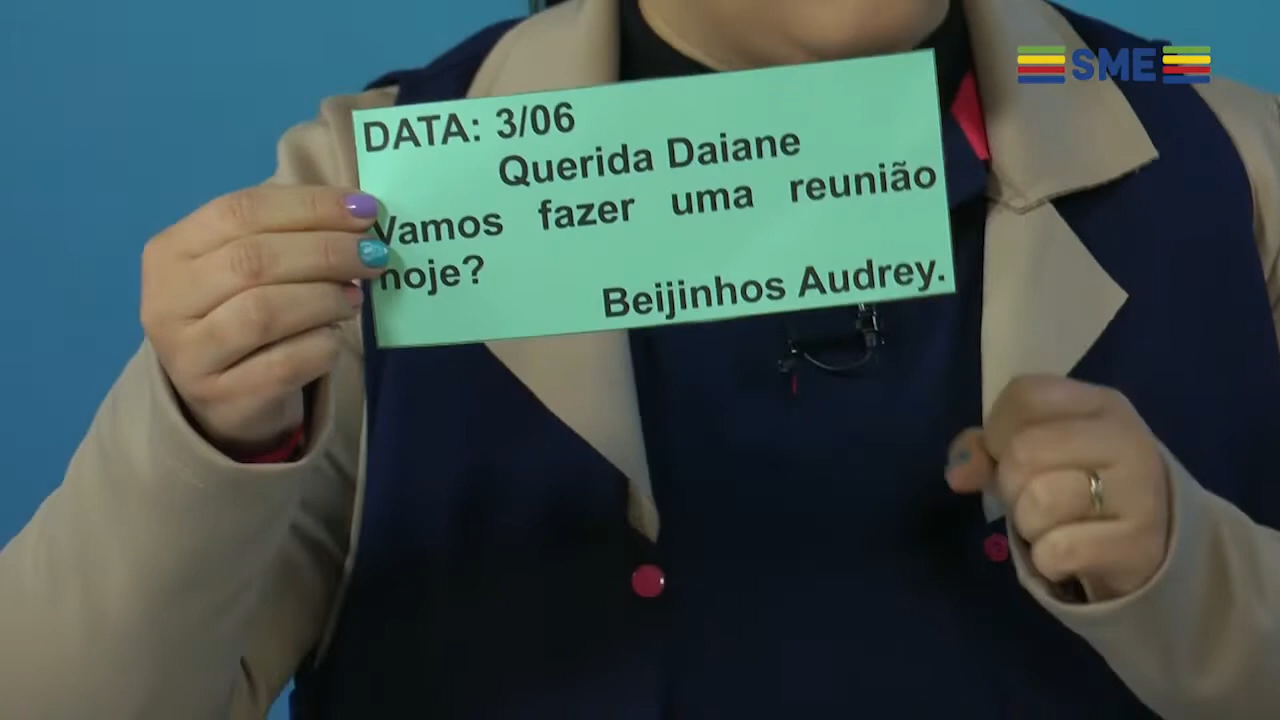 SME
DATA: 3/06
Querida Daiane
Vamos fazer uma reunião
hoje?
Beijinhos Audrey.